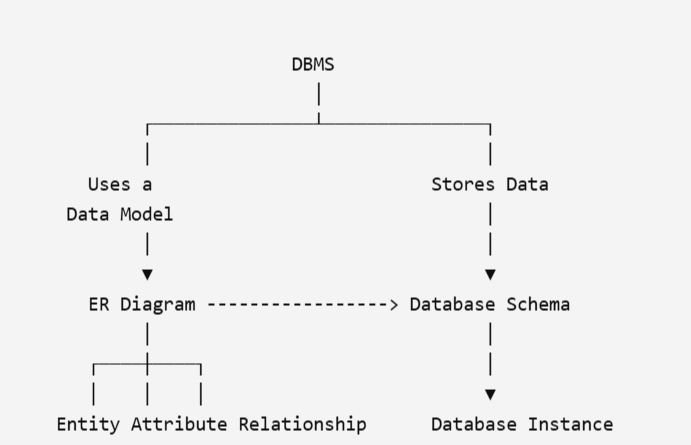 DBMS
Uses a Stores Data
Data Model
ER Diagram -----------------> Database Schema
Entity Attribute Relationship Database Instance